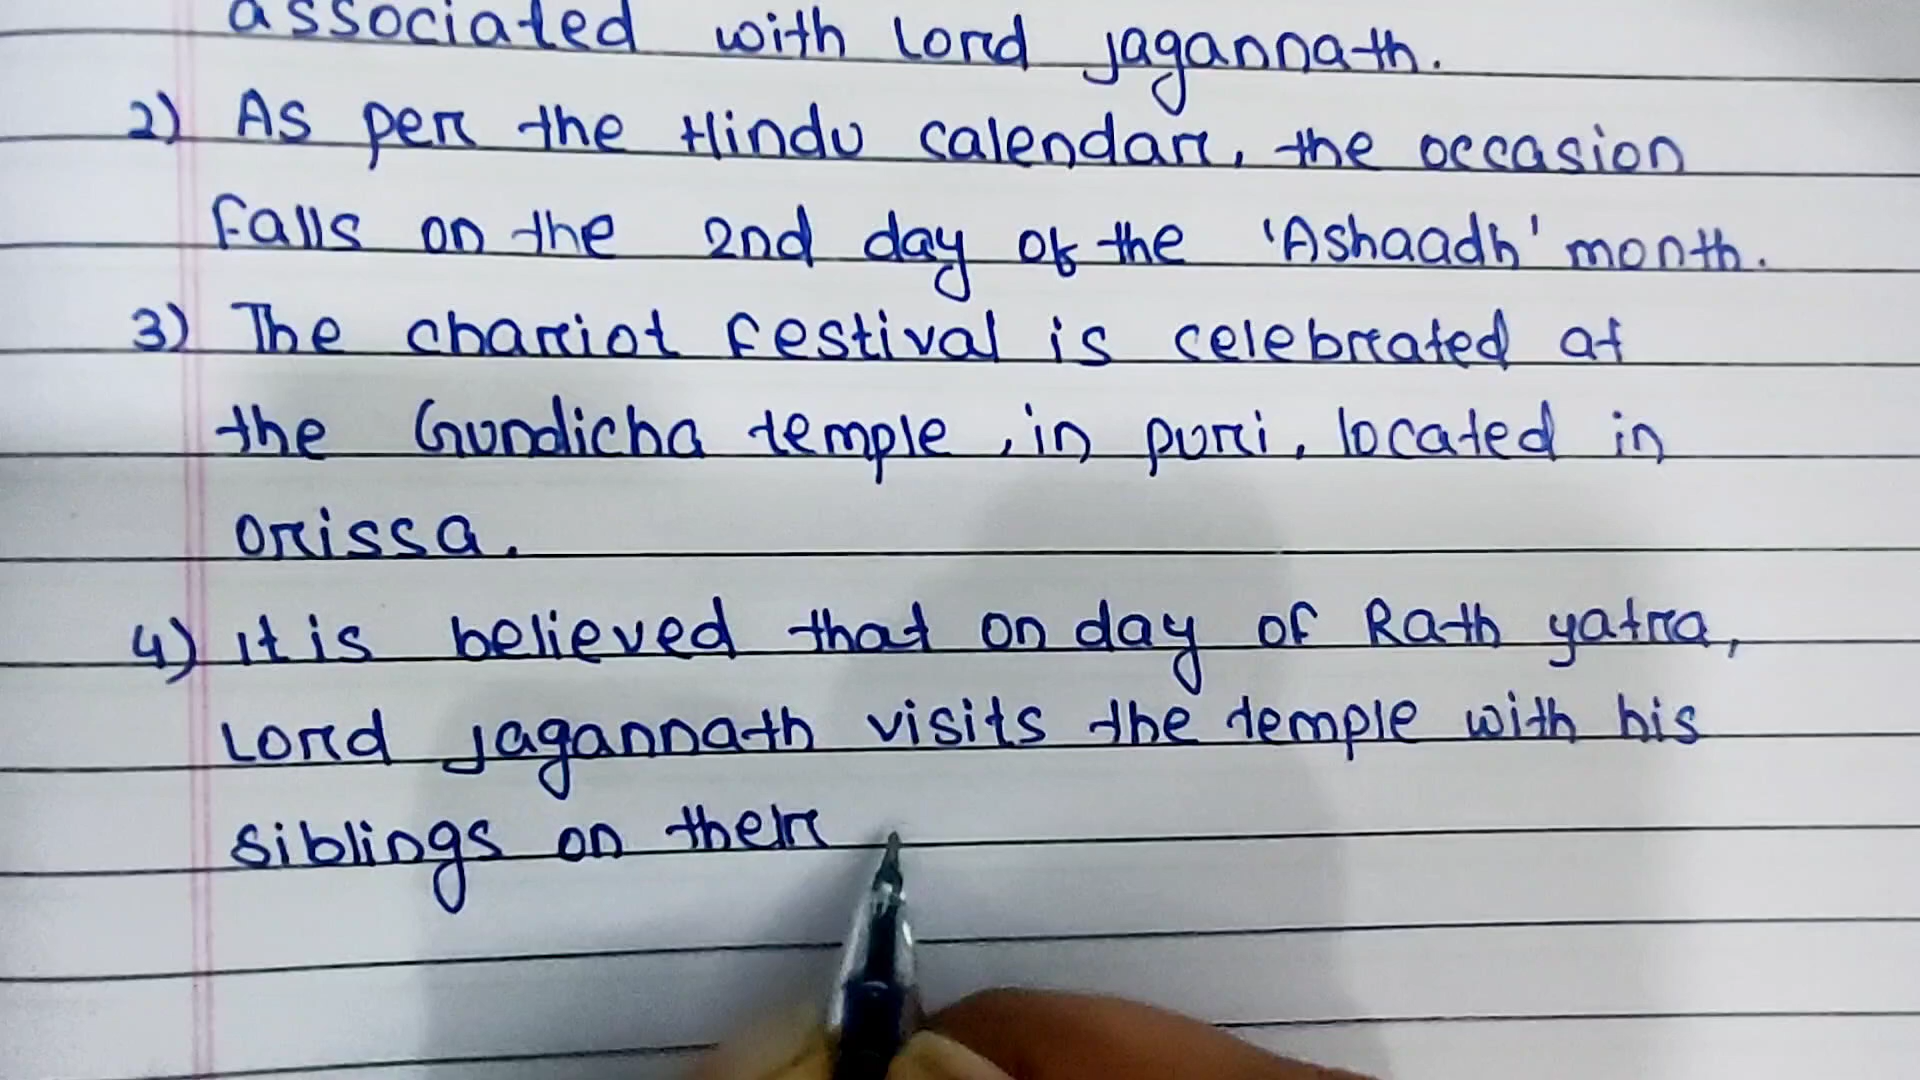 associated with Lord jagannath.
2) As per the Hindu calendar, the occasion
falls on the 2nd day of the 'Ashaadh' month.
3) The chariot festival is celebrated at
the Gundicha temple, in puri, located in
orissa.
4) It is believed that on day of Rath yatra,
Lord jagannath visits the temple with his
siblings on their